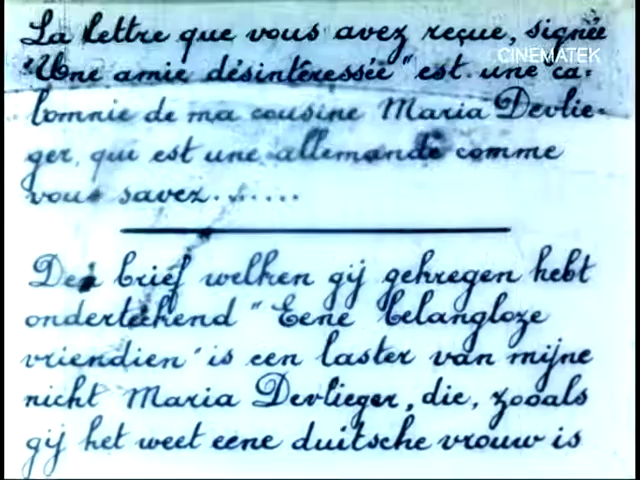 La lettre que vous avez reçue, signée
CINEMATEK
"Une amie désintéressée" est une ca-
lomnie de ma cousine Maria Devlie-
ger, qui est une allemande comme
vous savez.......
Den brief welken gij gekregen hebt
onderteekend "Eene belanglooze
vriendien" is een laster van mijne
nicht Maria Devlieger, die, zooals
gij het weet eene duitsche vrouw is